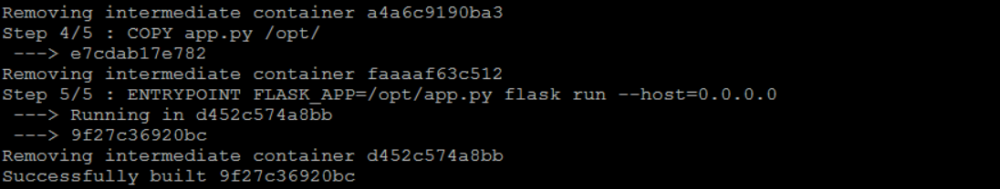 Removing intermediate container a4a6c9190ba3
Step 4/5 : COPY app.py /opt/
 ---> e7cdab17e782
Removing intermediate container faaaaf63c512
Step 5/5 : ENTRYPOINT FLASK_APP=/opt/app.py flask run --host=0.0.0.0
 ---> Running in d452c574a8bb
 ---> 9f27c36920bc
Removing intermediate container d452c574a8bb
Successfully built 9f27c36920bc